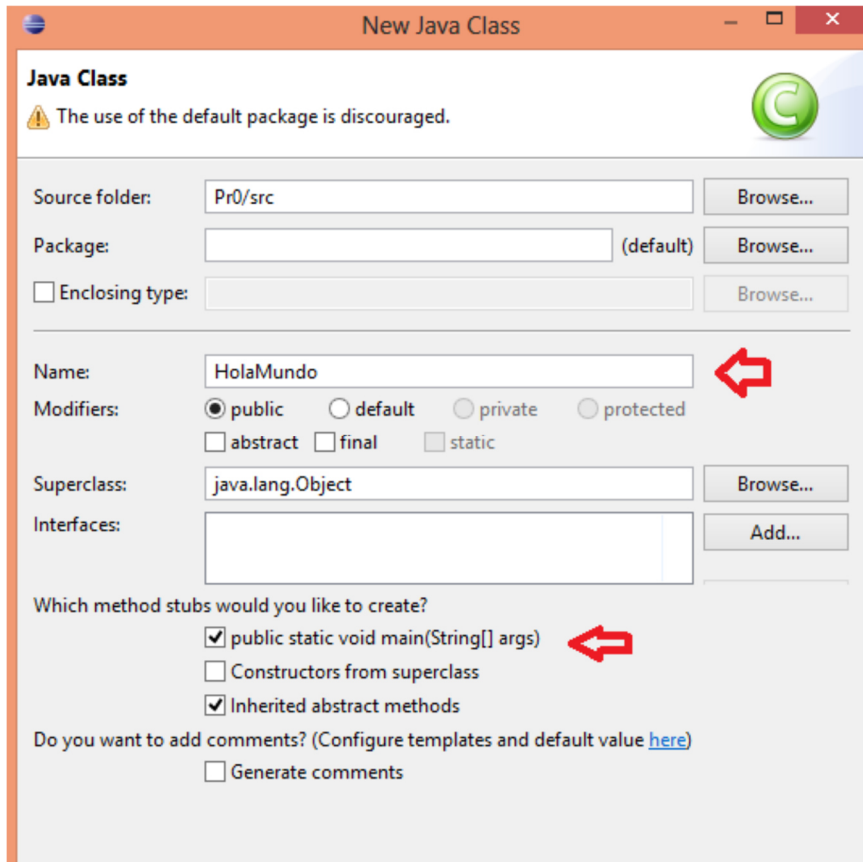 New Java Class
Java Class
The use of the default package is discouraged.
C
Source folder: Pr0/src Browse...
Package: (default) Browse...
Enclosing type: Browse...
Name: HolaMundo
Modifiers: public default private protected
abstract final static
Superclass: java.lang.Object Browse...
Interfaces: Add...
Which method stubs would you like to create?
public static void main(String[] args)
Constructors from superclass
Inherited abstract methods
Do you want to add comments? (Configure templates and default value here)
Generate comments